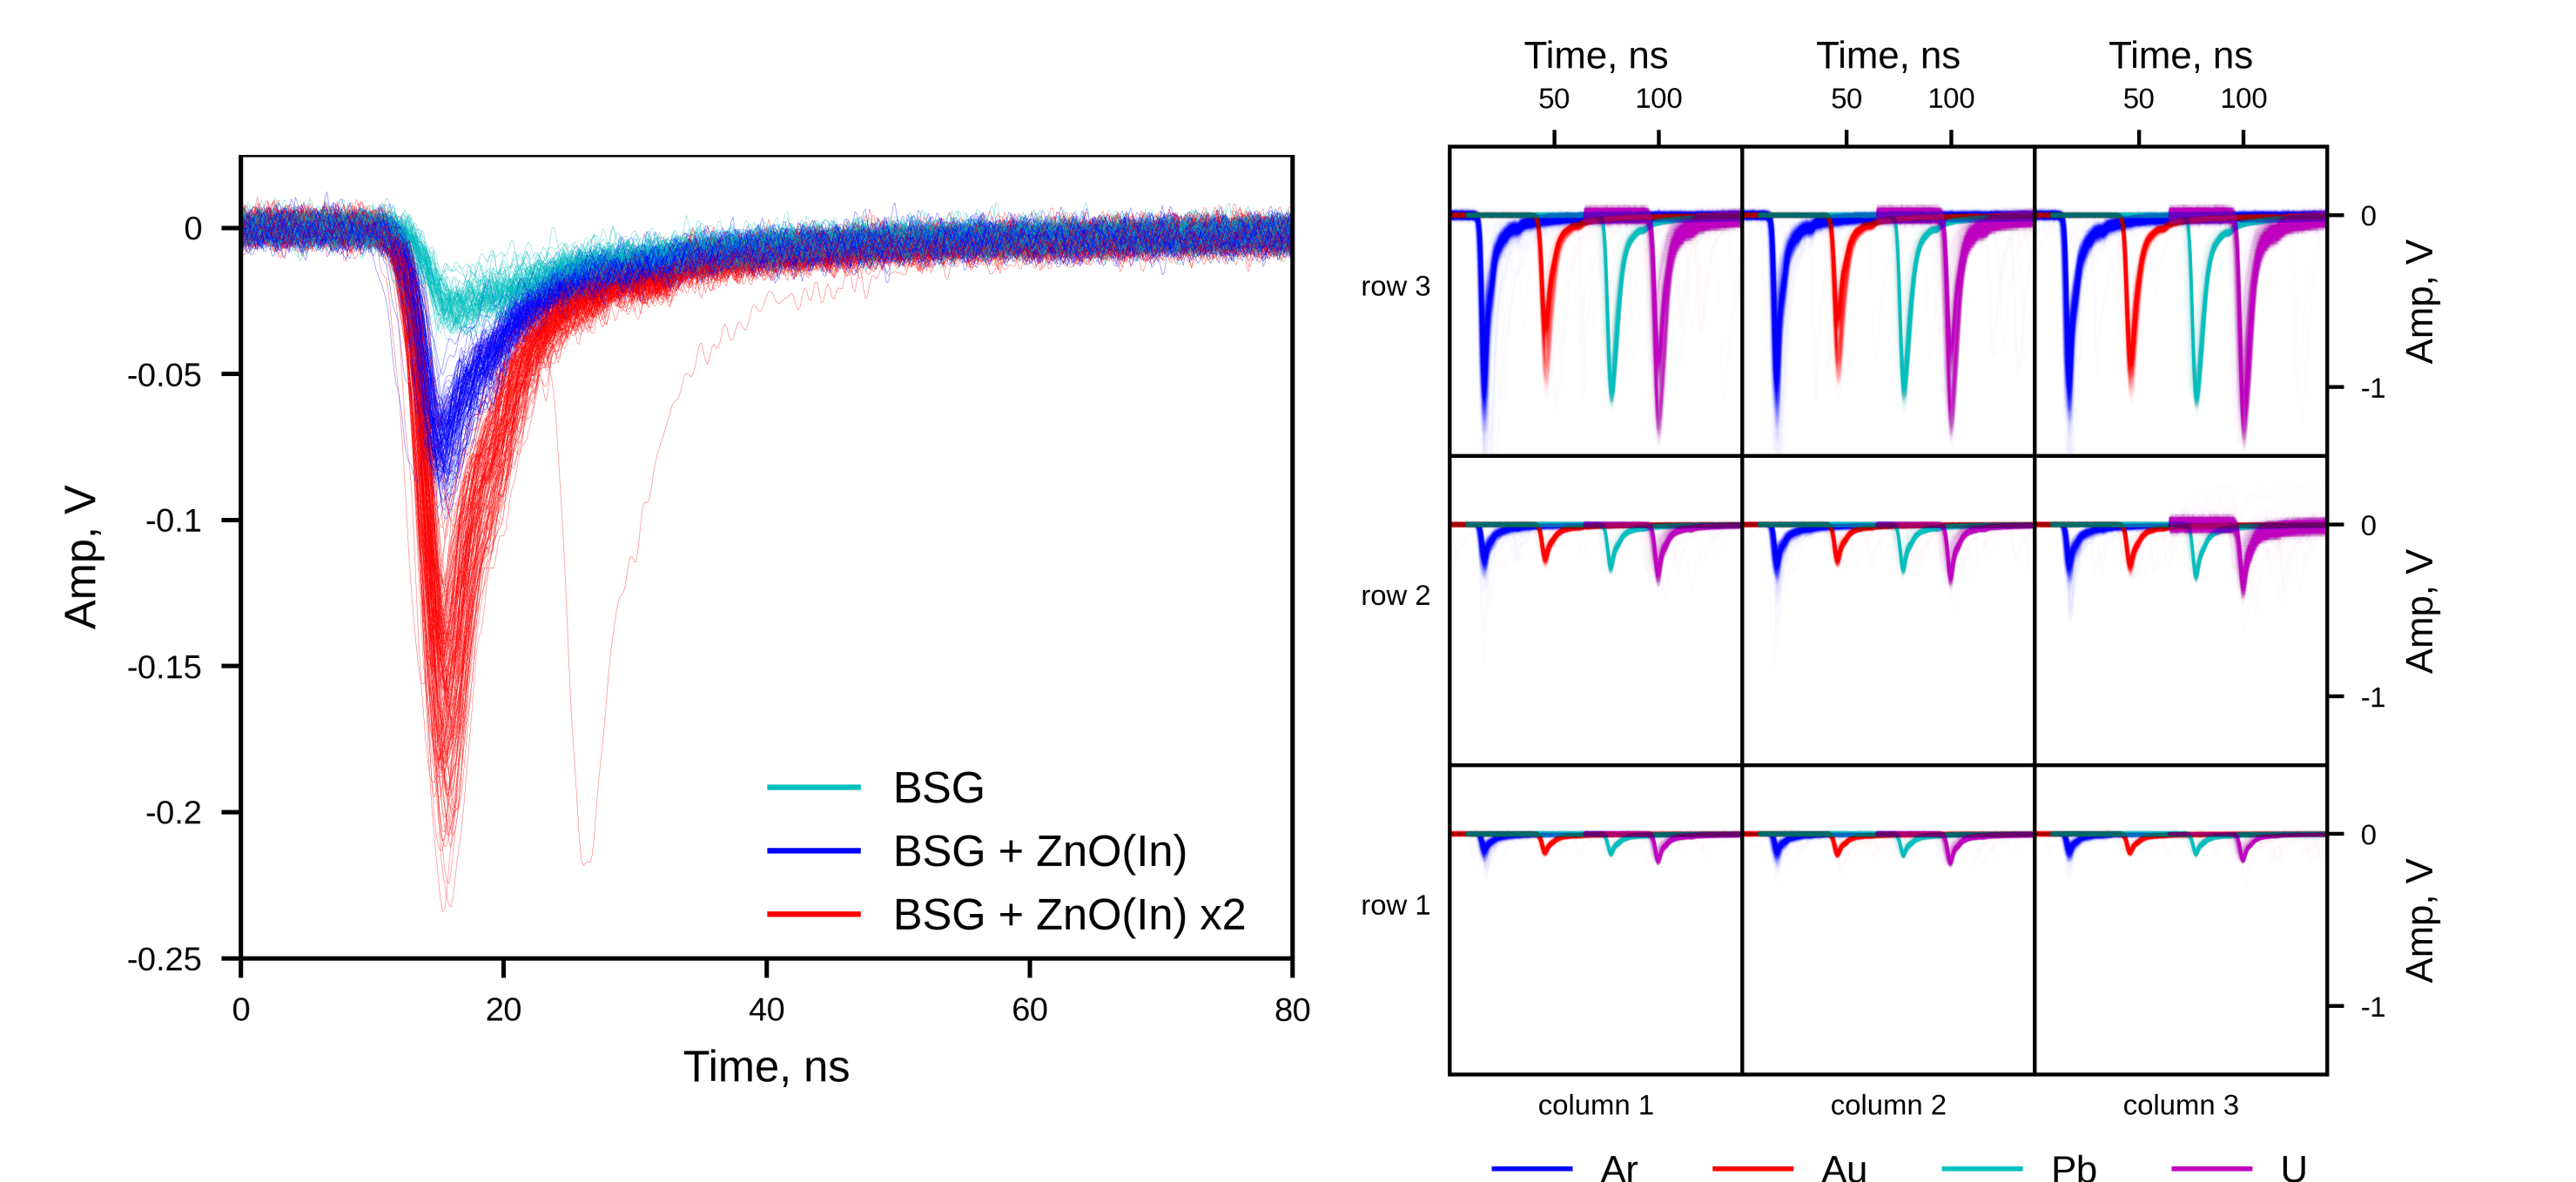 0
-0.05
-0.1
-0.15
-0.2
-0.25
Amp, V
0 20 40 60 80
Time, ns
BSG
BSG + ZnO(In)
BSG + ZnO(In) x2
Time, ns Time, ns Time, ns
50 100 50 100 50 100
row 3
0
-1
Amp, V
row 2
0
-1
Amp, V
row 1
0
-1
Amp, V
column 1 column 2 column 3
Ar Au Pb U